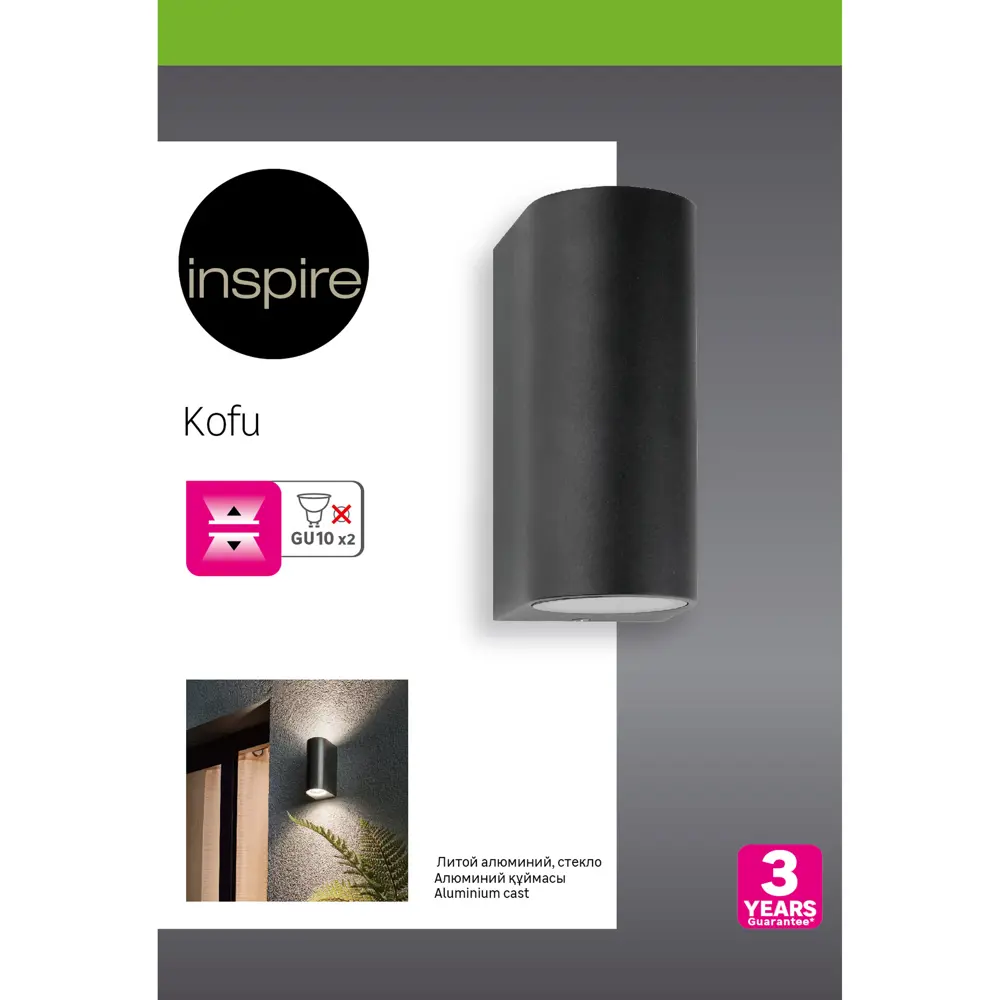 inspire
Kofu
GU10 x2
Литой алюминий, стекло
Алюминий құймасы
Aluminium cast
3
YEARS
Guarantee*